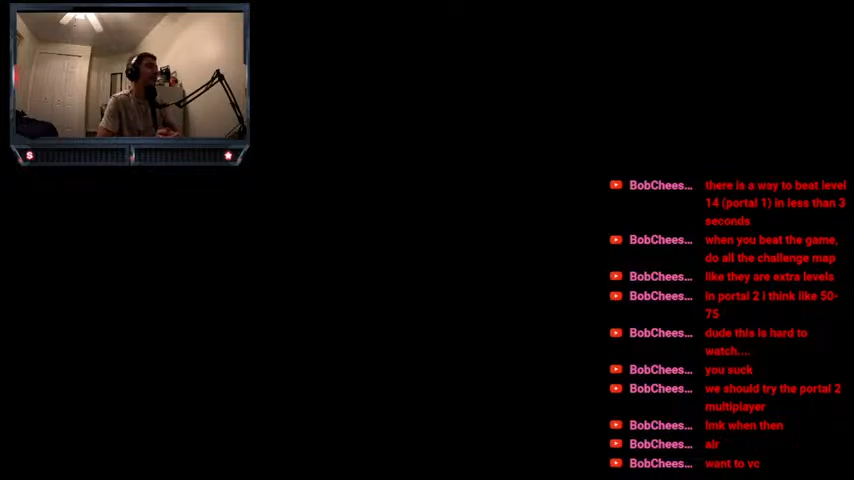 BobChees... there is a way to beat level
14 (portal 1) in less than 3
seconds
BobChees... when you beat the game,
do all the challenge map
BobChees... like they are extra levels
BobChees... in portal 2 i think like 50-
75
BobChees... dude this is hard to
watch....
BobChees... you suck
BobChees... we should try the portal 2
multiplayer
BobChees... lmk when then
BobChees... alr
BobChees... want to vc
S